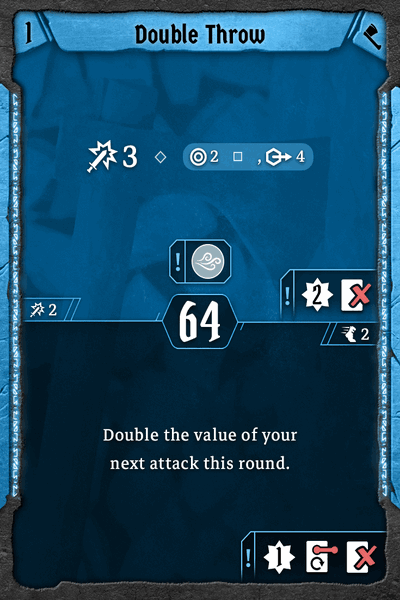 1 Double Throw
3 2 , 4
!
! 2
2
64
2
Double the value of your
next attack this round.
! 1